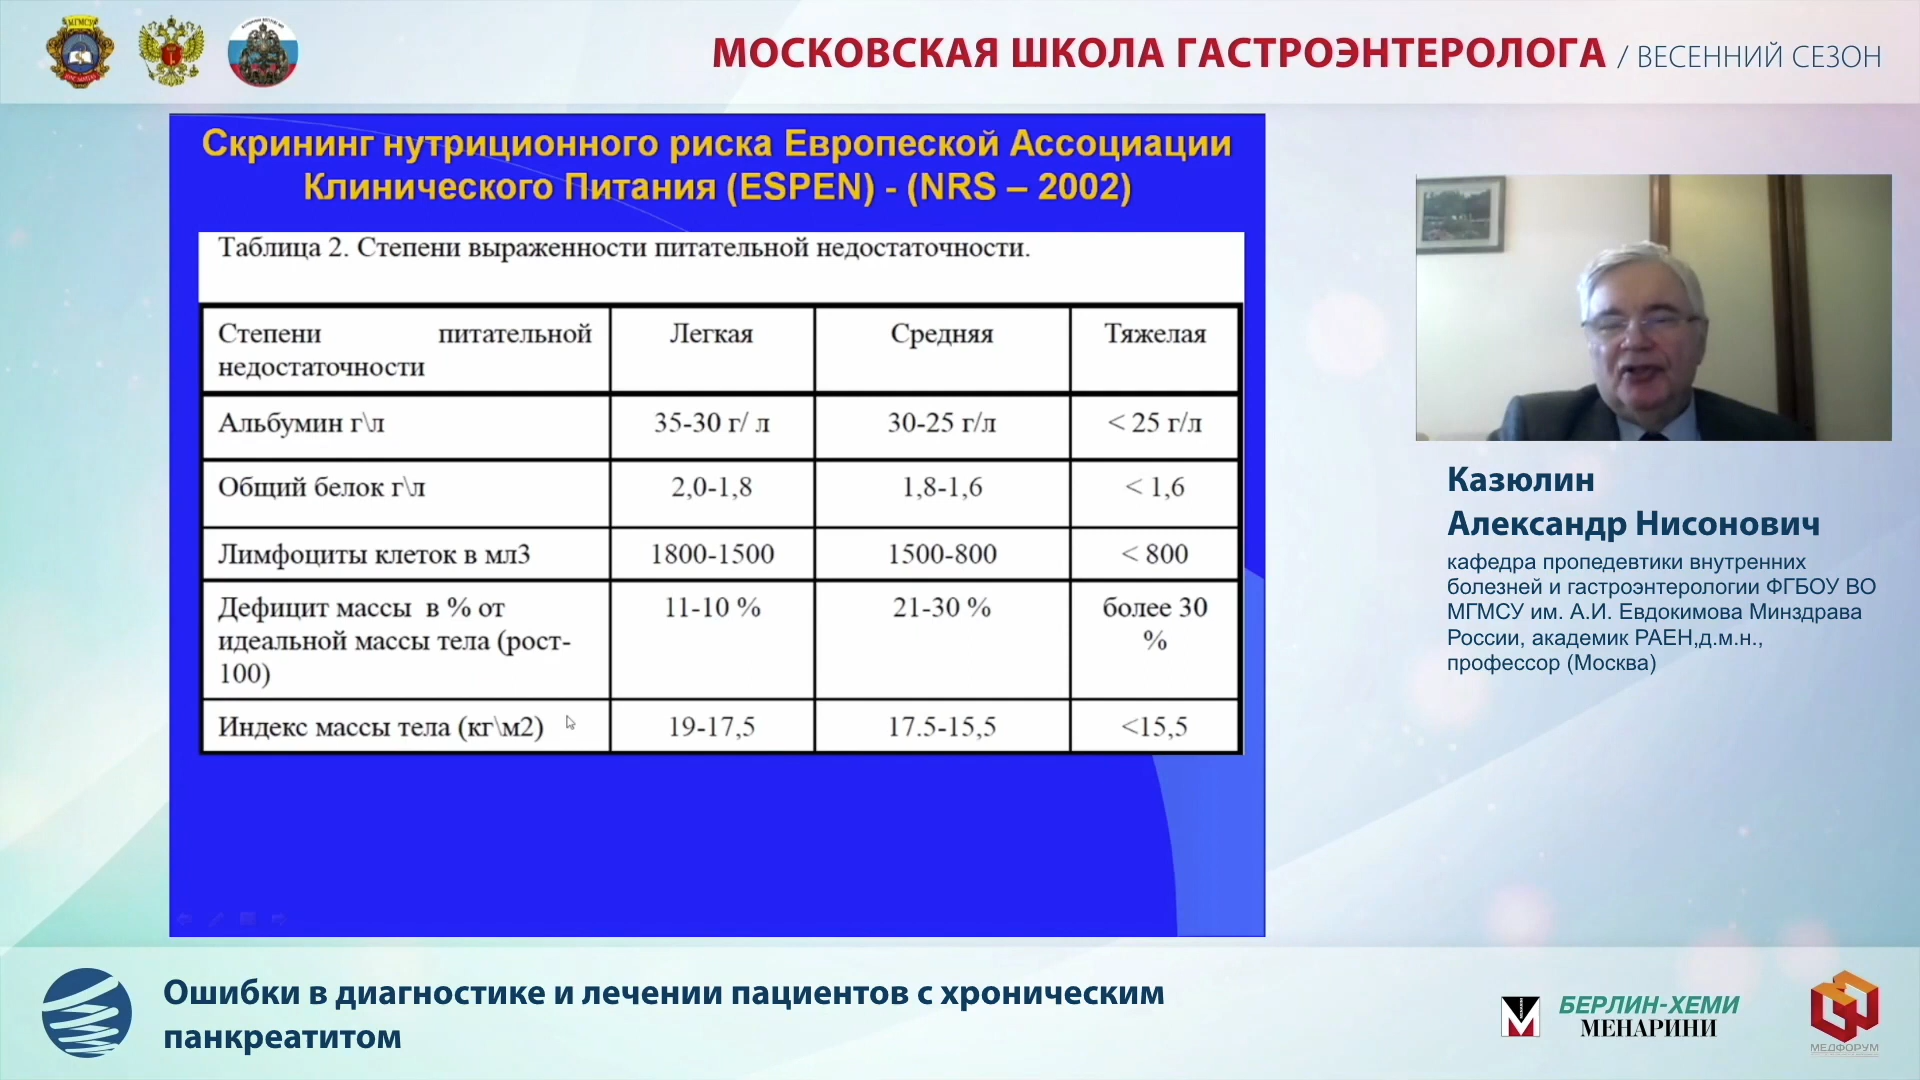 МГМСУ
МОСКОВСКАЯ ШКОЛА ГАСТРОЭНТЕРОЛОГА / ВЕСЕННИЙ СЕЗОН
Скрининг нутриционного риска Европеской Ассоциации
Клинического Питания (ESPEN) - (NRS – 2002)
Таблица 2. Степени выраженности питательной недостаточности.
Степени питательной недостаточности Легкая Средняя Тяжелая
Альбумин г\л 35-30 г/ л 30-25 г/л < 25 г/л
Общий белок г\л 2,0-1,8 1,8-1,6 < 1,6
Лимфоциты клеток в мл3 1800-1500 1500-800 < 800
Дефицит массы в % от идеальной массы тела (рост-100) 11-10 % 21-30 % более 30 %
Индекс массы тела (кг\м2) 19-17,5 17.5-15,5 <15,5
Казюлин
Александр Нисонович
кафедра пропедевтики внутренних
болезней и гастроэнтерологии ФГБОУ ВО
МГМСУ им. А.И. Евдокимова Минздрава
России, академик РАЕН,д.м.н.,
профессор (Москва)
Ошибки в диагностике и лечении пациентов с хроническим
панкреатитом
БЕРЛИН-ХЕМИ
МЕНАРИНИ
МЕДФОРУМ